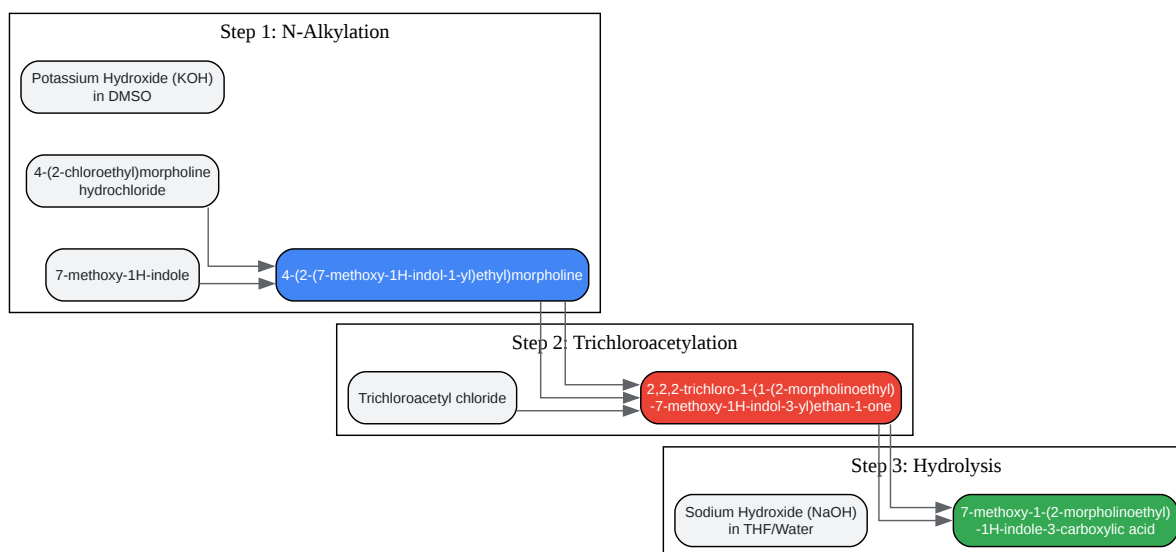 Step 1: N-Alkylation
Potassium Hydroxide (KOH)
in DMSO
4-(2-chloroethyl)morpholine
hydrochloride
7-methoxy-1H-indole
4-(2-(7-methoxy-1H-indol-1-yl)ethyl)morpholine
Step 2: Trichloroacetylation
Trichloroacetyl chloride
2,2,2-trichloro-1-(1-(2-morpholinoethyl)
-7-methoxy-1H-indol-3-yl)ethan-1-one
Step 3: Hydrolysis
Sodium Hydroxide (NaOH)
in THF/Water
7-methoxy-1-(2-morpholinoethyl)
-1H-indole-3-carboxylic acid